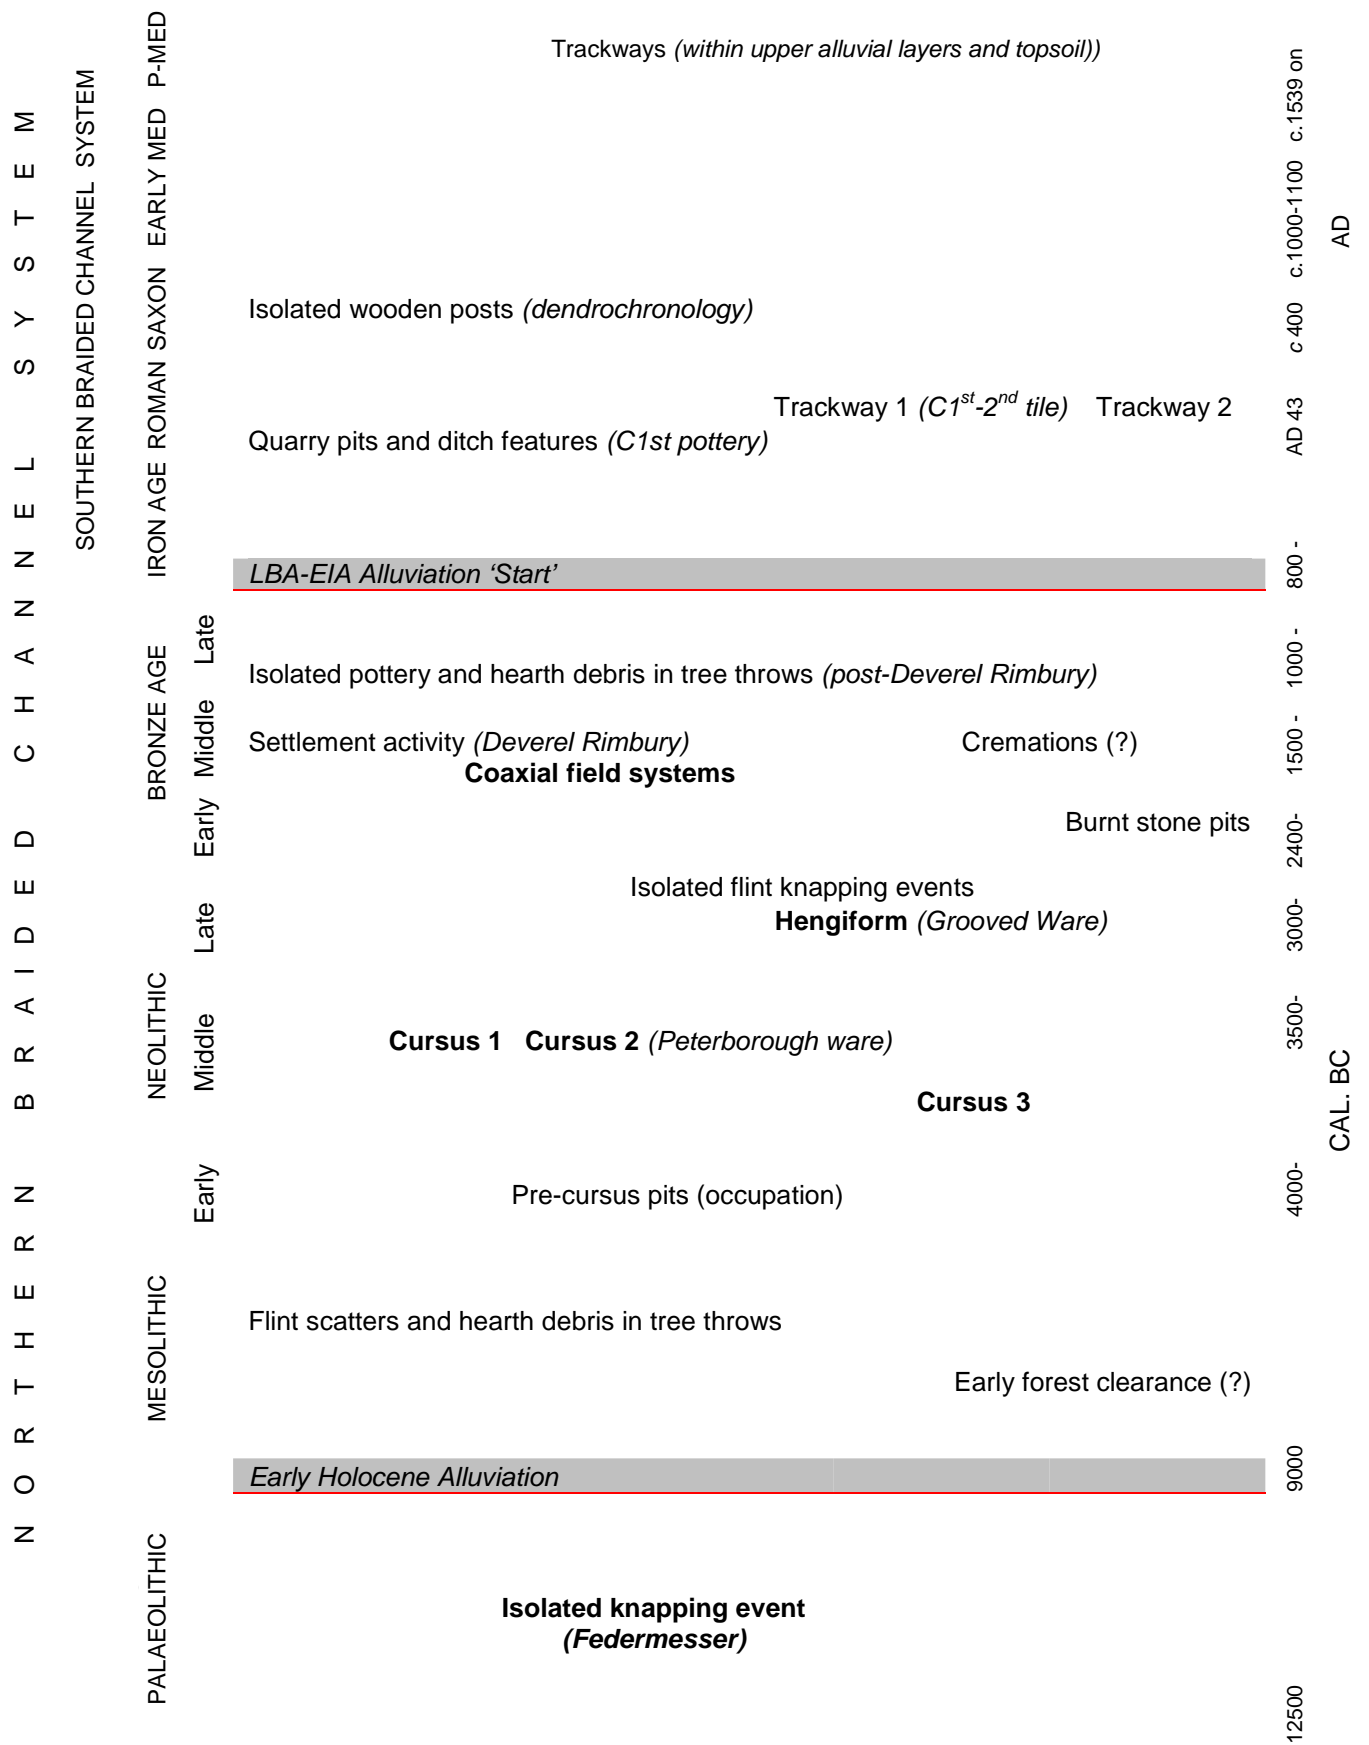 NORTHERN BRAIDED CHANNEL SYSTEM
SOUTHERN BRAIDED CHANNEL SYSTEM
P-MED
EARLY MED
SAXON
ROMAN
IRON AGE
BRONZE AGE
NEOLITHIC
MESOLITHIC
PALAEOLITHIC
Late
Middle
Early
Late
Middle
Early
Trackways (within upper alluvial layers and topsoil))
Isolated wooden posts (dendrochronology)
Trackway 1 (C1st-2nd tile) Trackway 2
Quarry pits and ditch features (C1st pottery)
LBA-EIA Alluviation ‘Start’
Isolated pottery and hearth debris in tree throws (post-Deverel Rimbury)
Settlement activity (Deverel Rimbury) Cremations (?)
Coaxial field systems
Burnt stone pits
Isolated flint knapping events
Hengiform (Grooved Ware)
Cursus 1 Cursus 2 (Peterborough ware)
Cursus 3
Pre-cursus pits (occupation)
Flint scatters and hearth debris in tree throws
Early forest clearance (?)
Early Holocene Alluviation
Isolated knapping event
(Federmesser)
c.1539 on
c.1000-1100
c 400
AD 43
800 -
1000 -
1500 -
2400-
3000-
3500-
4000-
9000
12500
AD
CAL. BC